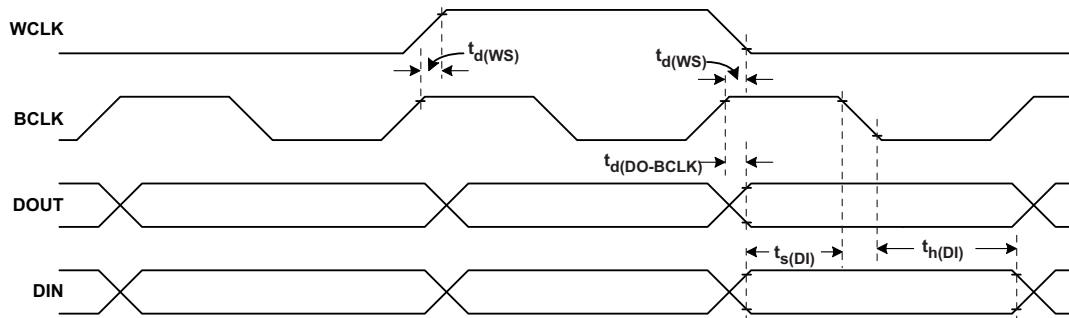 WCLK
t_d(WS)
t_d(WS)
BCLK
t_d(DO-BCLK)
DOUT
t_s(DI)
t_h(DI)
DIN